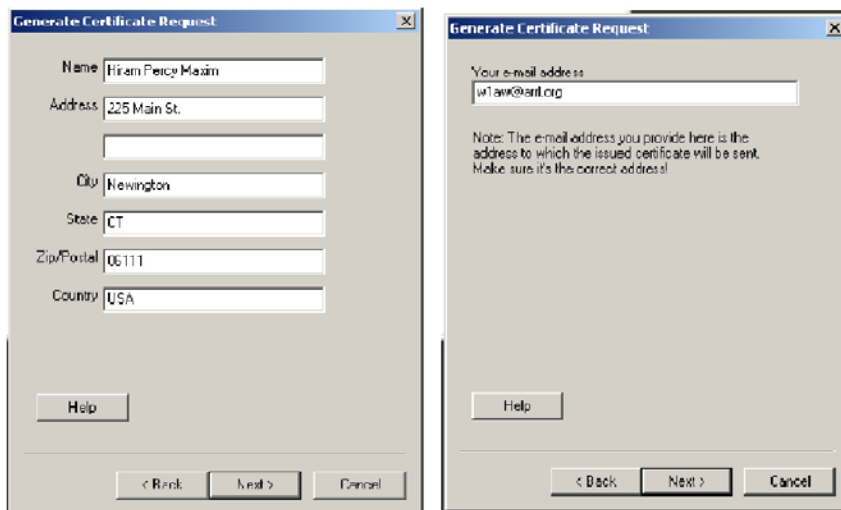 Generate Certificate Request
Name Hiram Percy Maxim
Address 225 Main St.
City Newington
State CT
Zip/Postal 06111
Country USA
Help
< Back Next > Cancel
Generate Certificate Request
Your e-mail address
w1aw@arrl.org
Note: The e-mail address you provide here is the
address to which the issued certificate will be sent.
Make sure it's the correct address!
Help
< Back Next > Cancel